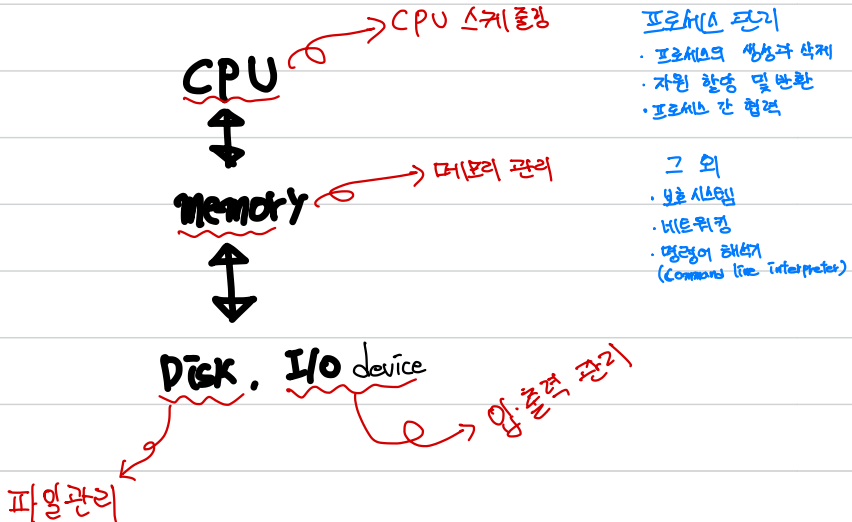 CPU 스케줄링
CPU
메모리 관리
memory
Disk, I/O device
입·출력 관리
파일관리
프로세스 관리
· 프로세스의 생성과 삭제
· 자원 할당 및 반환
· 프로세스 간 협력
그 외
· 보호시스템
· 네트워킹
· 명령어 해석기
(Command line interpreter)